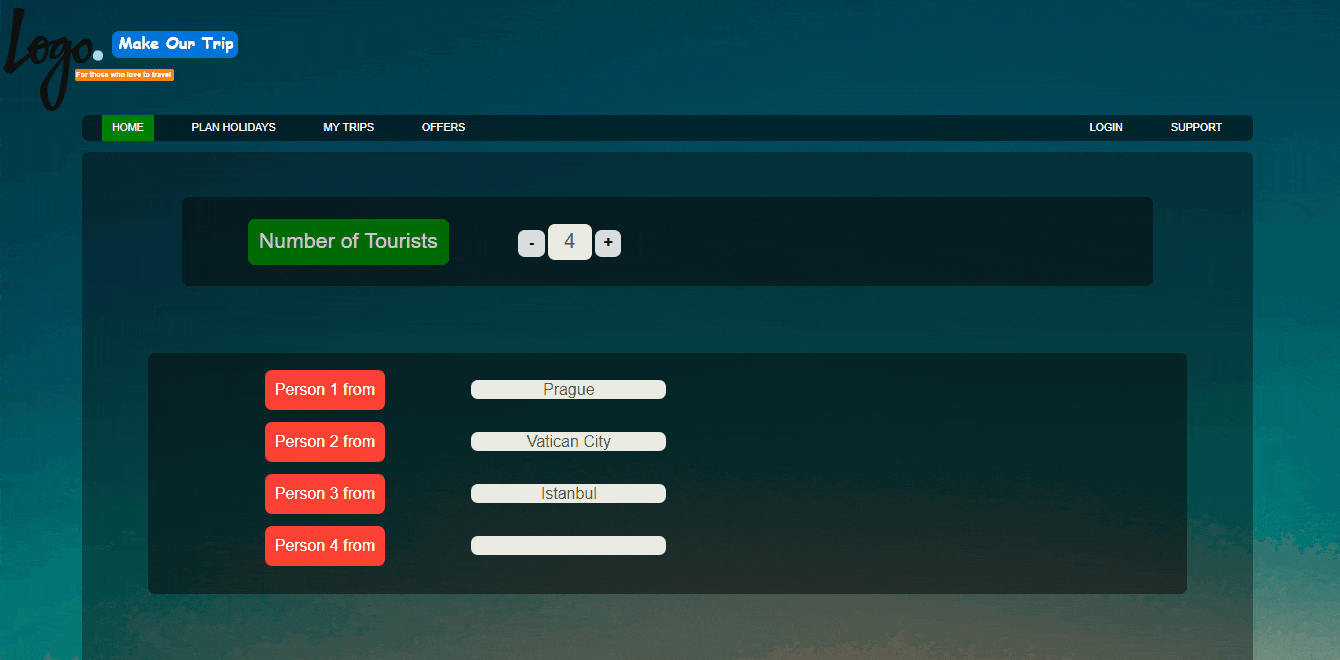 Logo.
Make Our Trip
For those who love to travel
HOME PLAN HOLIDAYS MY TRIPS OFFERS LOGIN SUPPORT
Number of Tourists - 4 +
Person 1 from Prague
Person 2 from Vatican City
Person 3 from Istanbul
Person 4 from